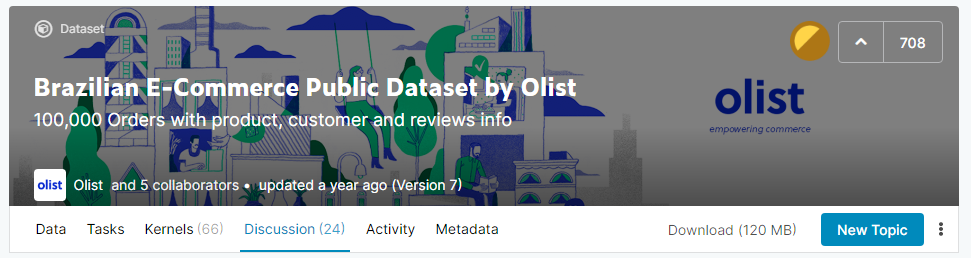 Dataset
708
Brazilian E-Commerce Public Dataset by Olist
100,000 Orders with product, customer and reviews info
olist
empowering commerce
olist Olist and 5 collaborators • updated a year ago (Version 7)
Data Tasks Kernels (66) Discussion (24) Activity Metadata Download (120 MB) New Topic